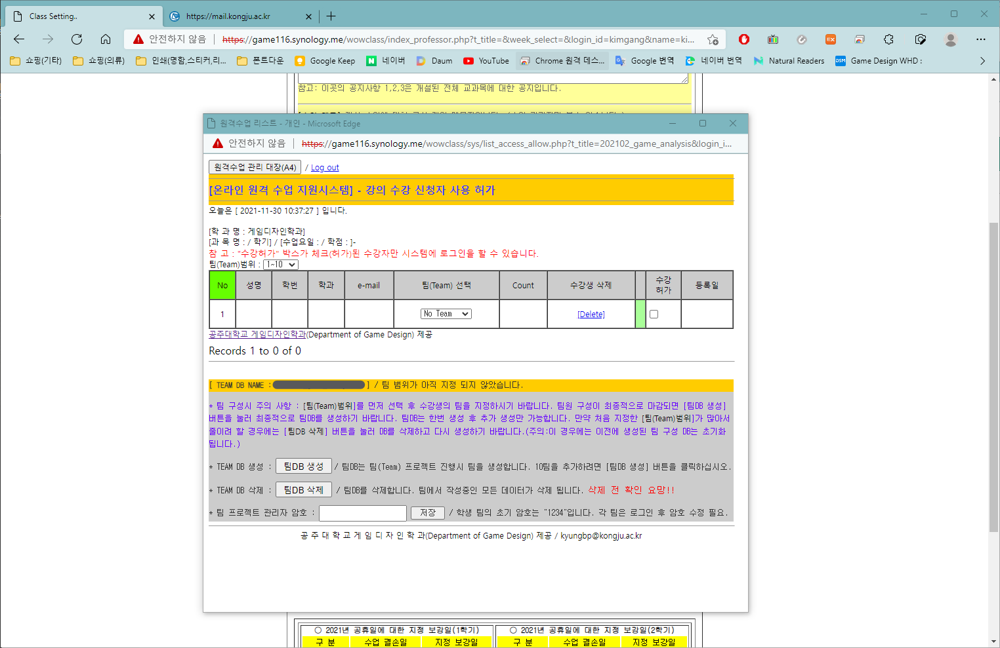 Class Setting..
https://mail.kongju.ac.kr
안전하지 않음 | https://game116.synology.me/wowclass/index_professor.php?t_title=&week_select=&login_id=kimgang&name=ki...
쇼핑(기타) 쇼핑(의류) 인쇄(명함,스티커,리... 폰트다운 Google Keep 네이버 Daum YouTube Chrome 원격 데스... Google 번역 네이버 번역 Natural Readers Game Design WHD :
참고: 이곳의 공지사항 1,2,3은 개설된 전체 교과목에 대한 공지입니다.
원격수업 리스트 - 개인 - Microsoft Edge
안전하지 않음 | https://game116.synology.me/wowclass/sys/list_access_allow.php?t_title=202102_game_analysis&login_i...
원격수업 관리 대장(A4) / Log out
[온라인 원격 수업 지원시스템] - 강의 수강 신청자 사용 허가
오늘은 [ 2021-11-30 10:37:27 ] 입니다.
[학 과 명 : 게임디자인학과]
[과 목 명 : / 학기] / [수업요일 : / 학점 : ]-
참 고 : "수강허가" 박스가 체크(허가)된 수강자만 시스템에 로그인을 할 수 있습니다.
팀(Team)범위 : 1~10
No 성명 학번 학과 e-mail 팀(Team) 선택 Count 수강생 삭제 수강 허가 등록일
1 No Team [Delete]
공주대학교 게임디자인학과(Department of Game Design) 제공
Records 1 to 0 of 0
[ TEAM DB NAME : ] / 팀 범위가 아직 지정 되지 않았습니다.
* 팀 구성시 주의 사항 : [팀(Team)범위]를 먼저 선택 후 수강생의 팀을 지정하시기 바랍니다. 팀원 구성이 최종적으로 마감되면 [팀DB 생성]
버튼을 눌러 최종적으로 팀DB를 생성하기 바랍니다. 팀DB는 한번 생성 후 추가 생성만 가능합니다. 만약 처음 지정한 [팀(Team)범위]가 많아서
줄이려 할 경우에는 [팀DB 삭제] 버튼을 눌러 DB를 삭제하고 다시 생성하기 바랍니다.(주의:이 경우에는 이전에 생성된 팀 구성 DB는 초기화
됩니다.)
* TEAM DB 생성 : 팀DB 생성 / 팀DB는 팀(Team) 프로젝트 진행시 팀을 생성합니다. 10팀을 추가하려면 [팀DB 생성] 버튼을 클릭하십시오.
* TEAM DB 삭제 : 팀DB 삭제 / 팀DB를 삭제합니다. 팀에서 작성중인 모든 데이터가 삭제 됩니다. 삭제 전 확인 요망!!
* 팀 프로젝트 관리자 암호 : 저장 / 학생 팀의 초기 암호는 "1234"입니다. 각 팀은 로그인 후 암호 수정 필요.
공 주 대 학 교 게 임 디 자 인 학 과(Department of Game Design) 제공 / kyungbp@kongju.ac.kr
○ 2021년 공휴일에 대한 지정 보강일(1학기) ○ 2021년 공휴일에 대한 지정 보강일(2학기)
구 분 수업 결손일 지정 보강일 구 분 수업 결손일 지정 보강일